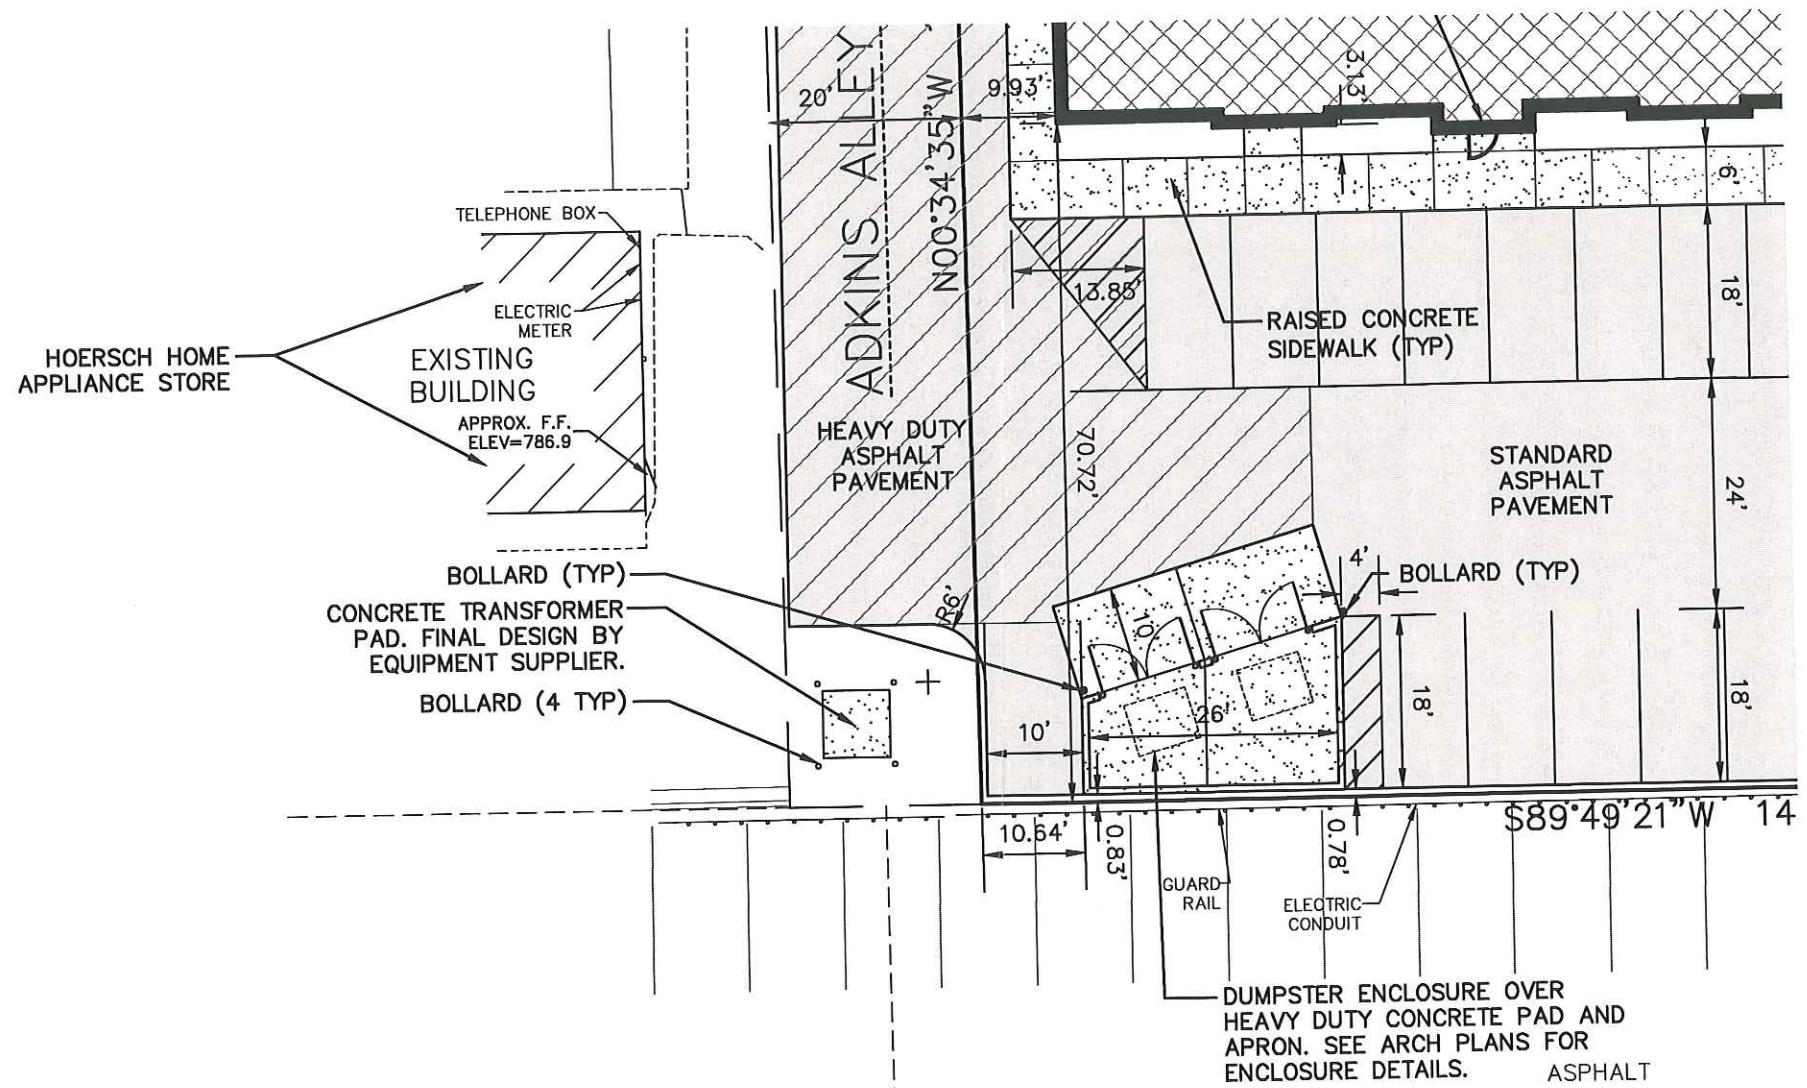 20'
ADKINS ALLEY
N00°34'35"W
9.93'
3.13'
6'
TELEPHONE BOX
ELECTRIC
METER
HOERSCH HOME
APPLIANCE STORE
EXISTING
BUILDING
APPROX. F.F.
ELEV=786.9
13.85'
RAISED CONCRETE
SIDEWALK (TYP)
18'
HEAVY DUTY
ASPHALT
PAVEMENT
70.72'
STANDARD
ASPHALT
PAVEMENT
24'
BOLLARD (TYP)
CONCRETE TRANSFORMER
PAD. FINAL DESIGN BY
EQUIPMENT SUPPLIER.
BOLLARD (4 TYP)
R6'
10'
4'
BOLLARD (TYP)
10'
26'
18'
18'
10.64'
0.83'
0.78'
S89°49'21"W 14
GUARD
RAIL
ELECTRIC
CONDUIT
DUMPSTER ENCLOSURE OVER
HEAVY DUTY CONCRETE PAD AND
APRON. SEE ARCH PLANS FOR
ENCLOSURE DETAILS.
ASPHALT